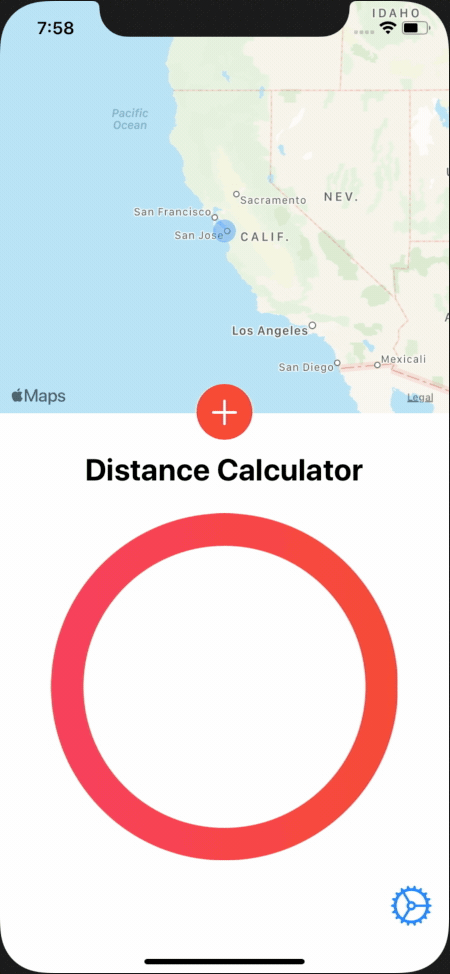 IDAHO
7:58
Pacific
Ocean
Sacramento
NEV.
San Francisco
San Jose
CALIF.
Los Angeles
San Diego
Mexicali
Maps
Legal
Distance Calculator